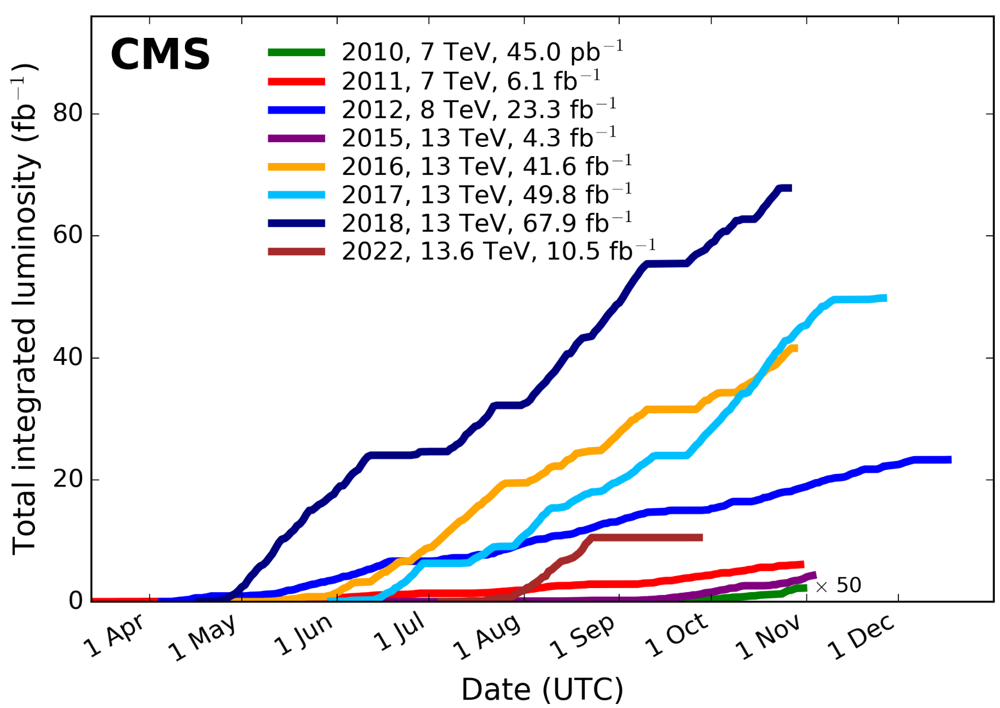 CMS
2010, 7 TeV, 45.0 pb⁻¹
2011, 7 TeV, 6.1 fb⁻¹
2012, 8 TeV, 23.3 fb⁻¹
2015, 13 TeV, 4.3 fb⁻¹
2016, 13 TeV, 41.6 fb⁻¹
2017, 13 TeV, 49.8 fb⁻¹
2018, 13 TeV, 67.9 fb⁻¹
2022, 13.6 TeV, 10.5 fb⁻¹
Total integrated luminosity (fb⁻¹)
80
60
40
20
0
× 50
1 Apr
1 May
1 Jun
1 Jul
1 Aug
1 Sep
1 Oct
1 Nov
1 Dec
Date (UTC)